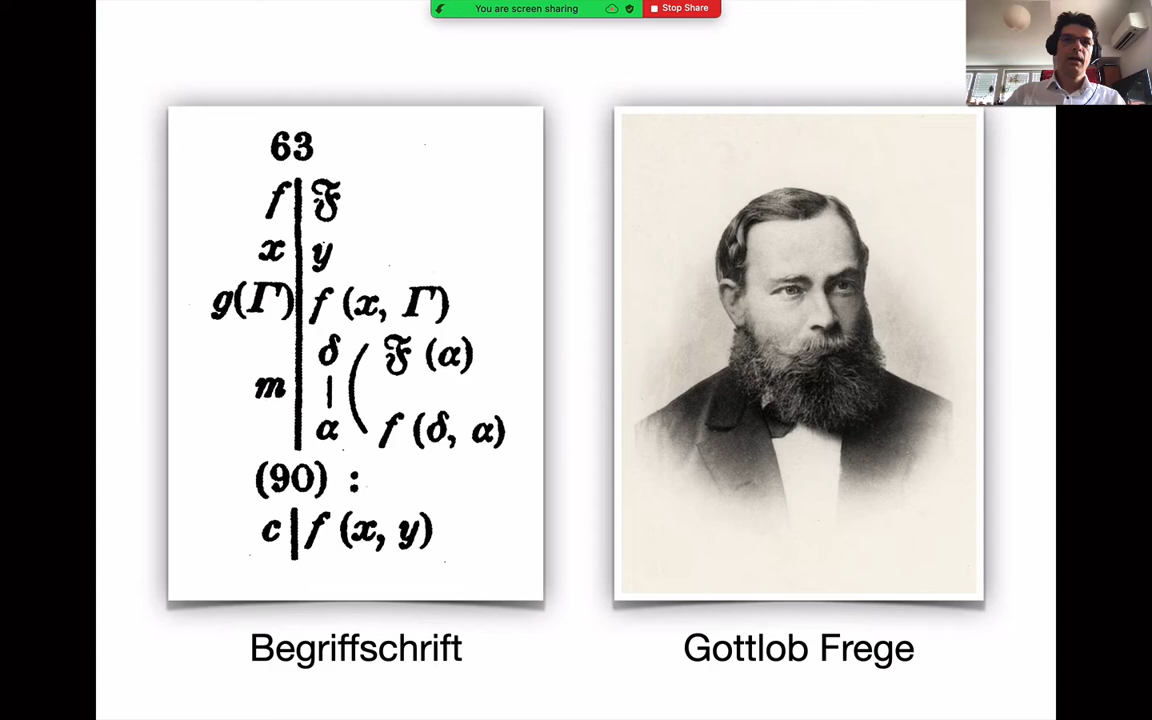 You are screen sharing
Stop Share
63
f | 𝔉
x | y
g(Γ) | f (x, Γ)
δ 𝔉 (α)
m | | (
α f (δ, α)
(90) :
c | f (x, y)
Begriffschrift
Gottlob Frege